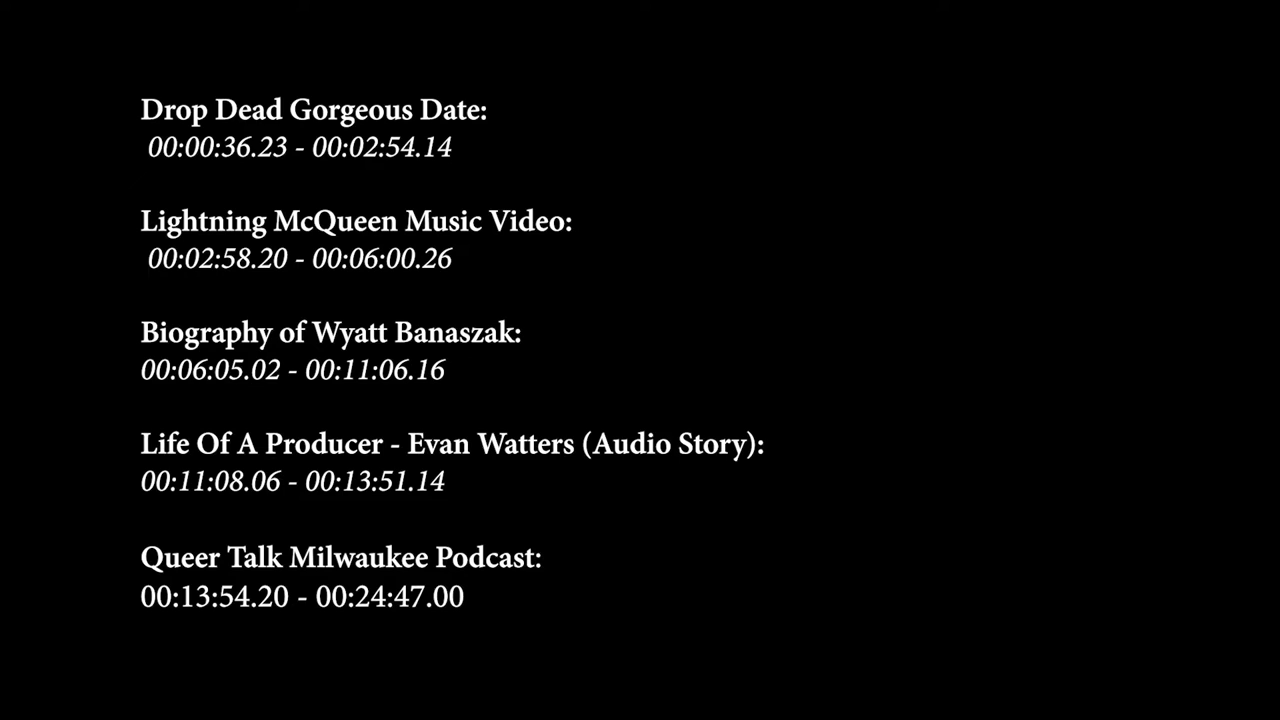 Drop Dead Gorgeous Date:
00:00:36.23 - 00:02:54.14
Lightning McQueen Music Video:
00:02:58.20 - 00:06:00.26
Biography of Wyatt Banaszak:
00:06:05.02 - 00:11:06.16
Life Of A Producer - Evan Watters (Audio Story):
00:11:08.06 - 00:13:51.14
Queer Talk Milwaukee Podcast:
00:13:54.20 - 00:24:47.00